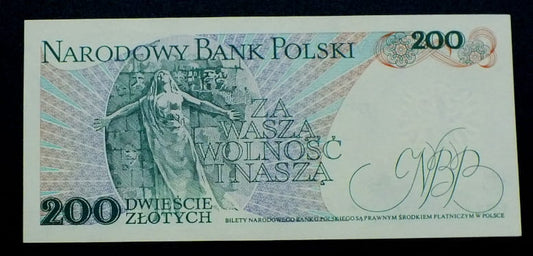 NARODOWY BANK POLSKI
200
ZA
WASZĄ
WOLNOŚĆ
I NASZĄ
NBP
200 DWIEŚCIE
ZŁOTYCH
BILETY NARODOWEGO BANKU POLSKIEGO SĄ PRAWNYM ŚRODKIEM PŁATNICZYM W POLSCE